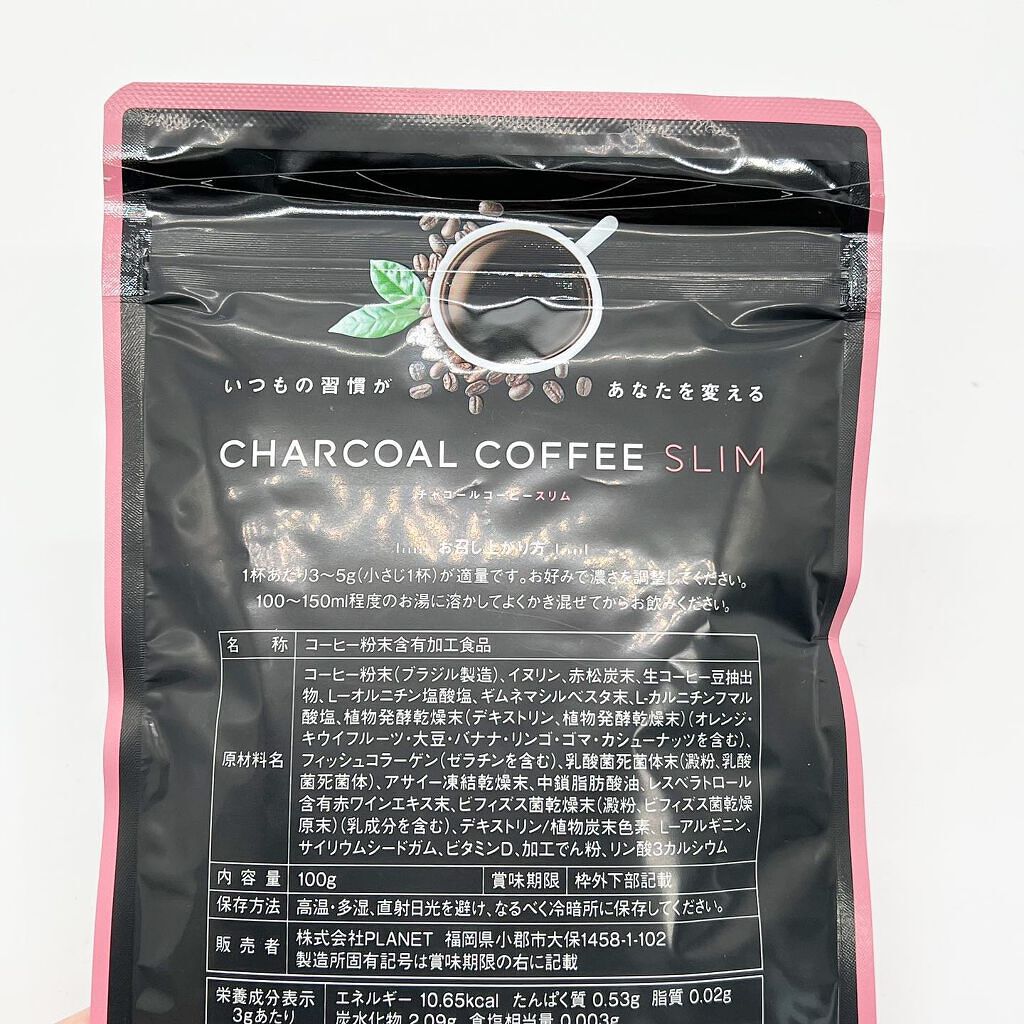 いつもの習慣が あなたを変える
CHARCOAL COFFEE SLIM
チャコールコーヒースリム
お召し上がり方
1杯あたり3〜5g(小さじ1杯)が適量です。お好みで濃さを調整してください。
100〜150ml程度のお湯に溶かしてよくかき混ぜてからお飲みください。
名 称 コーヒー粉末含有加工食品
原材料名
コーヒー粉末(ブラジル製造)、イヌリン、赤松炭末、生コーヒー豆抽出
物、L-オルニチン塩酸塩、ギムネマシルベスタ末、L-カルニチンフマル
酸塩、植物発酵乾燥末(デキストリン、植物発酵乾燥末)(オレンジ・
キウイフルーツ・大豆・バナナ・リンゴ・ゴマ・カシューナッツを含む)、
フィッシュコラーゲン(ゼラチンを含む)、乳酸菌死菌体末(澱粉、乳酸
菌死菌体)、アサイー凍結乾燥末、中鎖脂肪酸油、レスベラトロール
含有赤ワインエキス末、ビフィズス菌乾燥末(澱粉、ビフィズス菌乾燥
原末)(乳成分を含む)、デキストリン/植物炭末色素、L-アルギニン、
サイリウムシードガム、ビタミンD、加工でん粉、リン酸3カルシウム
内容量 100g 賞味期限 枠外下部記載
保存方法 高温・多湿、直射日光を避け、なるべく冷暗所に保存してください。
販売者 株式会社PLANET 福岡県小郡市大保1458-1-102
製造所固有記号は賞味期限の右に記載
栄養成分表示 エネルギー 10.65kcal たんぱく質 0.53g 脂質 0.02g
3gあたり 炭水化物 2.09g 食塩相当量 0.003g